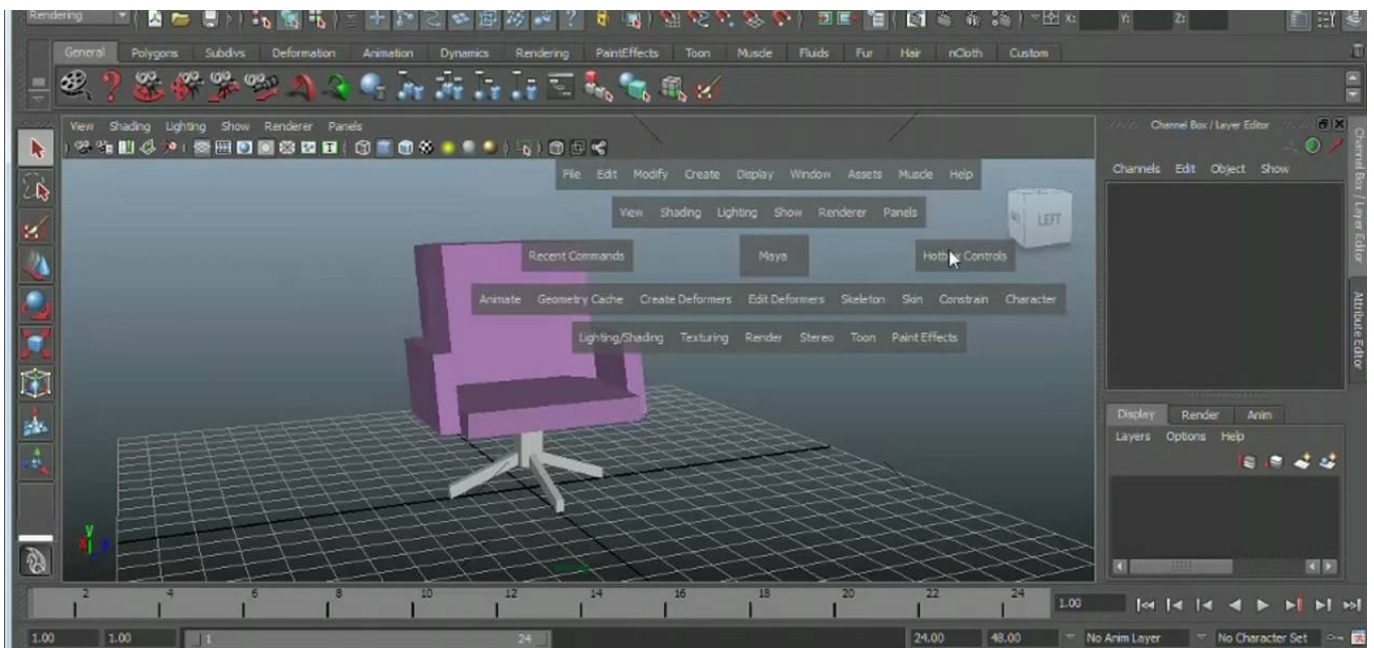 Rendering X: Y: Z:
General Polygons Subdivs Deformation Animation Dynamics Rendering PaintEffects Toon Muscle Fluids Fur Hair nCloth Custom
View Shading Lighting Show Renderer Panels
Channel Box / Layer Editor
Channels Edit Object Show
File Edit Modify Create Display Window Assets Muscle Help
View Shading Lighting Show Renderer Panels
LEFT
Recent Commands Maya Hotbox Controls
Animate Geometry Cache Create Deformers Edit Deformers Skeleton Skin Constrain Character
Lighting/Shading Texturing Render Stereo Toon Paint Effects
Channel Box / Layer Editor
Attribute Editor
Display Render Anim
Layers Options Help
y
x
2 4 6 8 10 12 14 16 18 20 22 24 1.00
1.00 1.00 1 24 24.00 48.00 No Anim Layer No Character Set